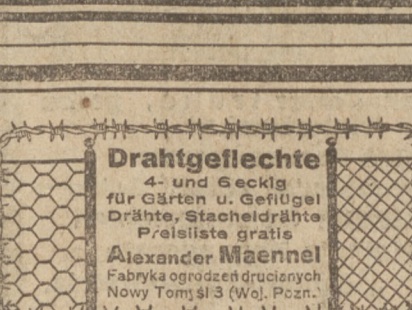 Drahtgeflechte
4- und 6eckig
für Gärten u. Geflügel
Drähte, Stacheldrähte
Preisliste gratis
Alexander Maennel
Fabryka ogrodzeń drucianych
Nowy Tomyśl 3 (Woj. Pozn.)